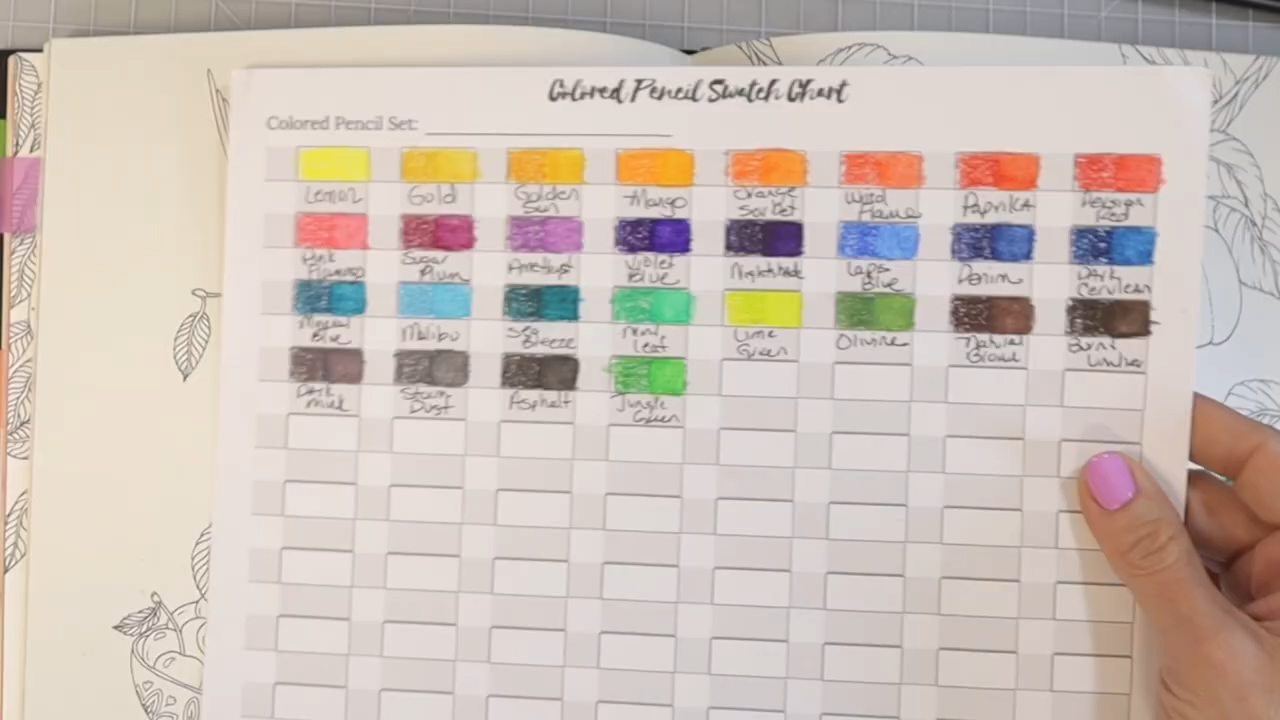 Colored Pencil Swatch Chart
Colored Pencil Set:
Lemon Gold Golden Sun Mango Orange Sorbet Wild Flame Paprika Persian Red
Pink Flamingo Sugar Plum Amethyst Violet Blue Nightshade Lapis Blue Denim Dark Cerulean
Mineral Blue Malibu Sea Breeze Mint Leaf Lime Green Olivine Natural Brown Burnt Umber
Dark Mink Storm Dust Asphalt Jungle Green